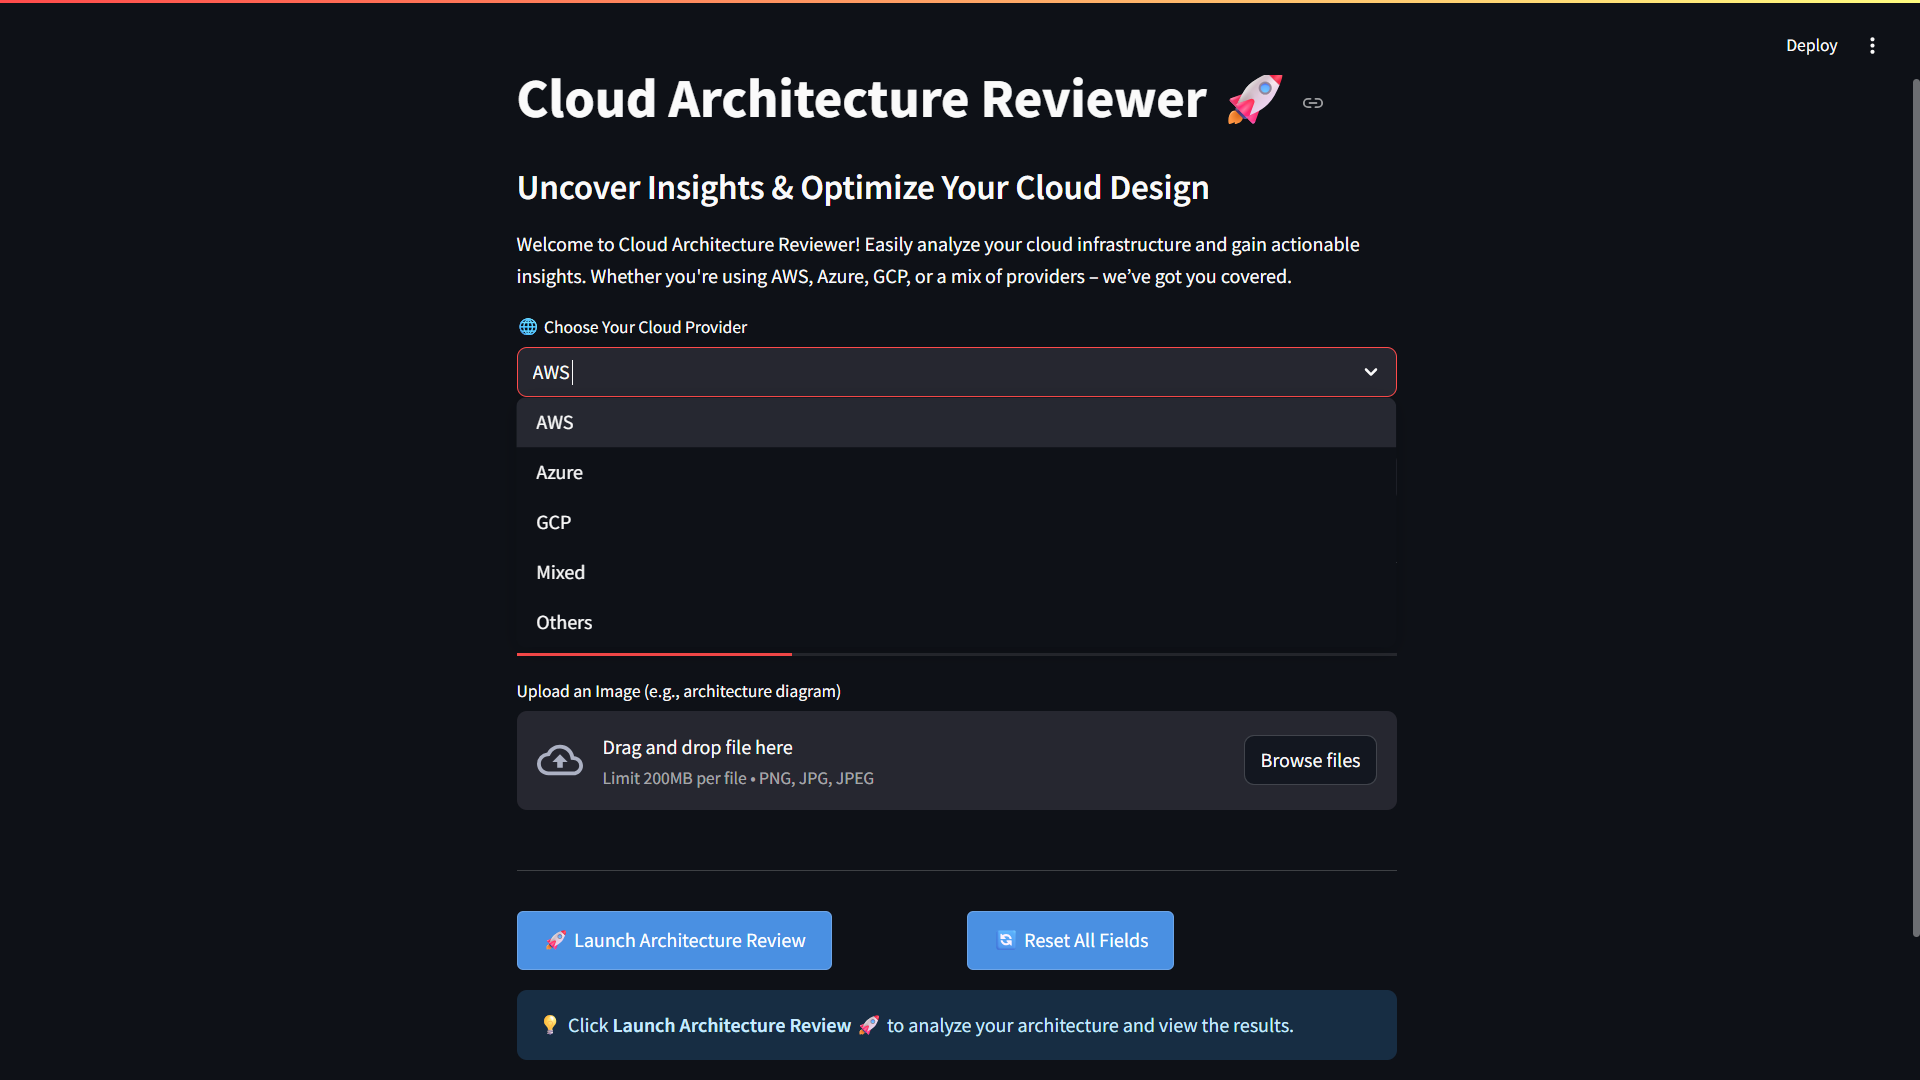 Deploy
Cloud Architecture Reviewer 🚀
Uncover Insights & Optimize Your Cloud Design
Welcome to Cloud Architecture Reviewer! Easily analyze your cloud infrastructure and gain actionable
insights. Whether you're using AWS, Azure, GCP, or a mix of providers – we’ve got you covered.
🌐 Choose Your Cloud Provider
AWS
AWS
Azure
GCP
Mixed
Others
Upload an Image (e.g., architecture diagram)
Drag and drop file here
Limit 200MB per file • PNG, JPG, JPEG
Browse files
🚀 Launch Architecture Review
🔄 Reset All Fields
💡 Click Launch Architecture Review 🚀 to analyze your architecture and view the results.